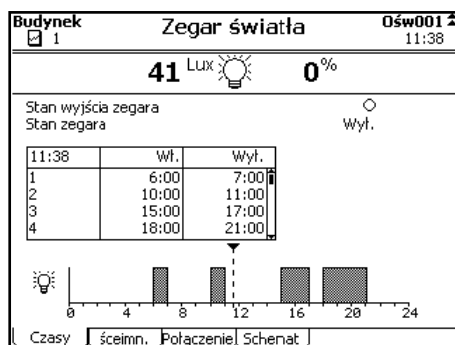 Budynek Zegar światła Ośw001
1 11:38
41 Lux 0%
Stan wyjścia zegara
Stan zegara Wył.
11:38 Wł. Wył.
1 6:00 7:00
2 10:00 11:00
3 15:00 17:00
4 18:00 21:00
0 4 8 12 16 20 24
Czasy ściemn. Połączenie Schenat